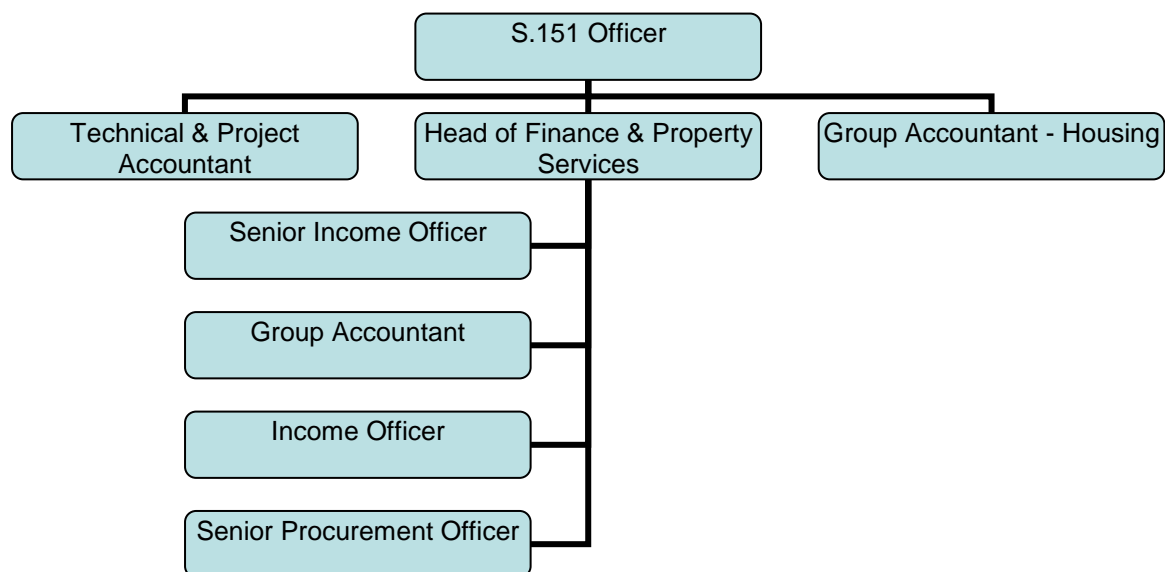 S.151 Officer
Technical & Project
Accountant
Head of Finance & Property
Services
Group Accountant - Housing
Senior Income Officer
Group Accountant
Income Officer
Senior Procurement Officer